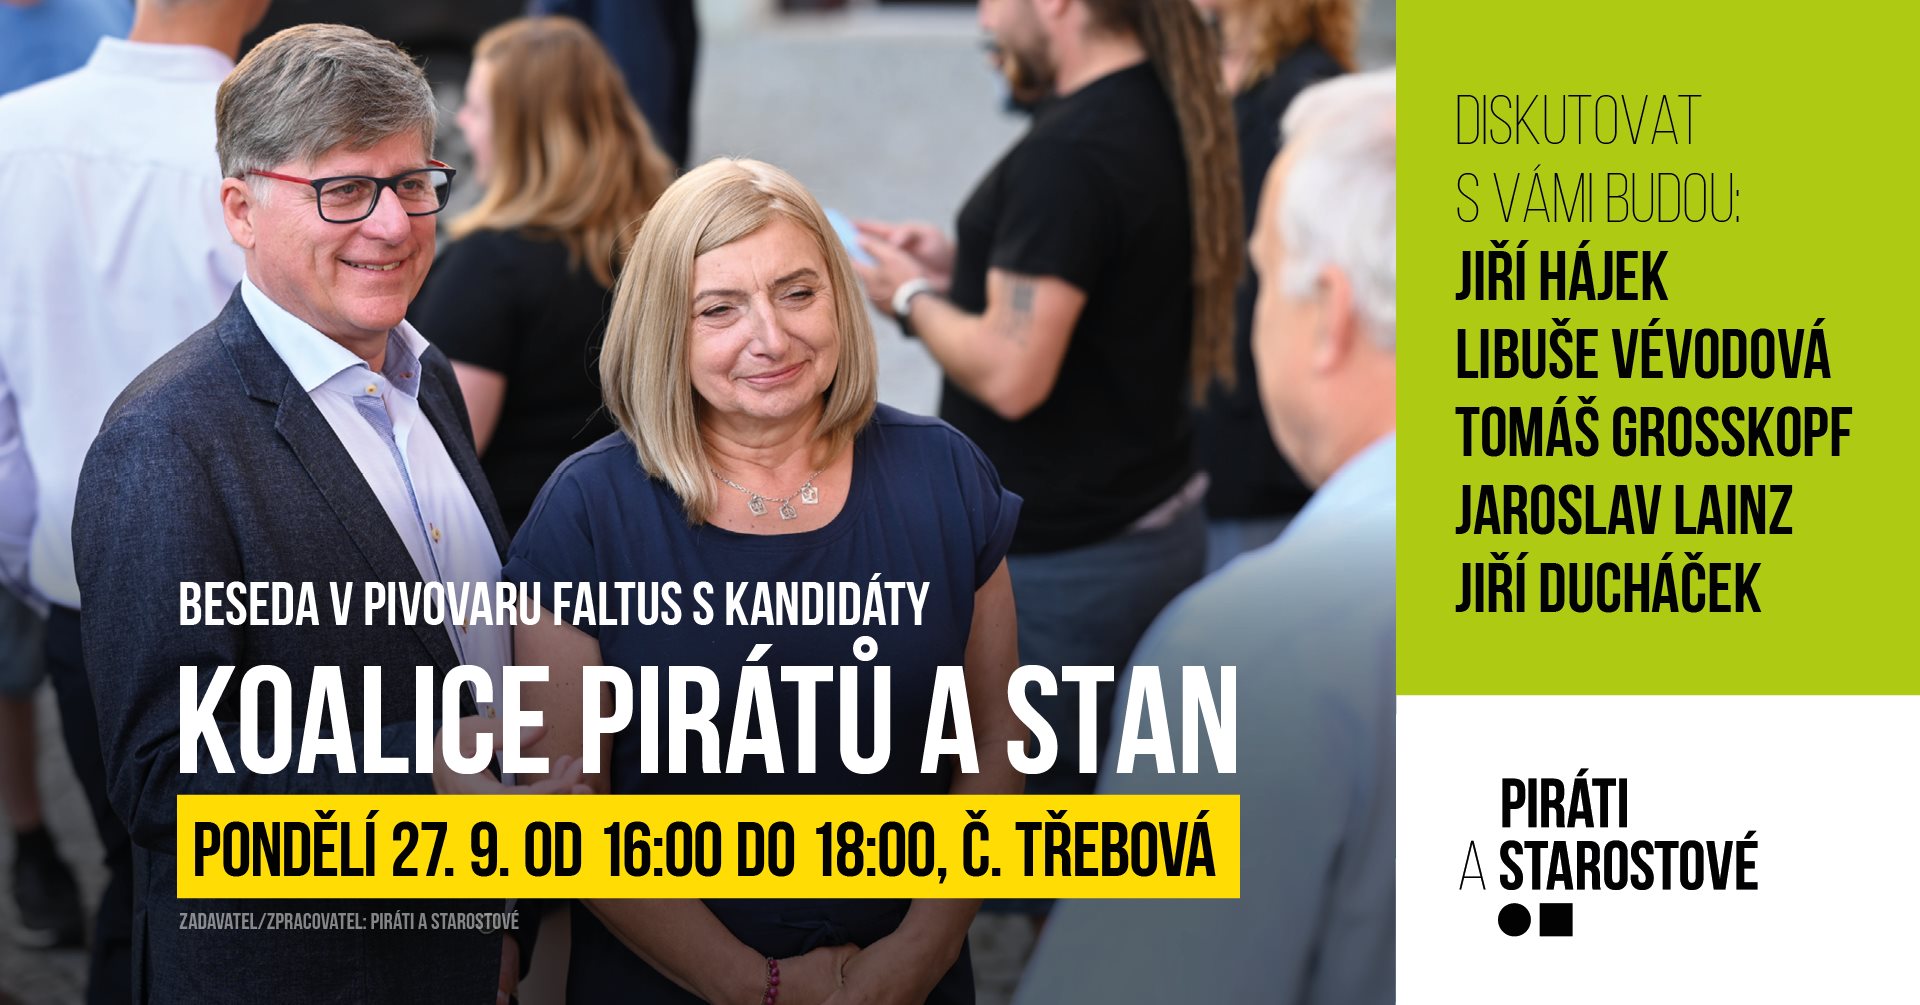 BESEDA V PIVOVARU FALTUS S KANDIDÁTY
KOALICE PIRÁTŮ A STAN
PONDĚLÍ 27. 9. OD 16:00 DO 18:00, Č. TŘEBOVÁ
ZADAVATEL/ZPRACOVATEL: PIRÁTI A STAROSTOVÉ
DISKUTOVAT
S VÁMI BUDOU:
JIŘÍ HÁJEK
LIBUŠE VÉVODOVÁ
TOMÁŠ GROSSKOPF
JAROSLAV LAINZ
JIŘÍ DUCHÁČEK
PIRÁTI
A STAROSTOVÉ